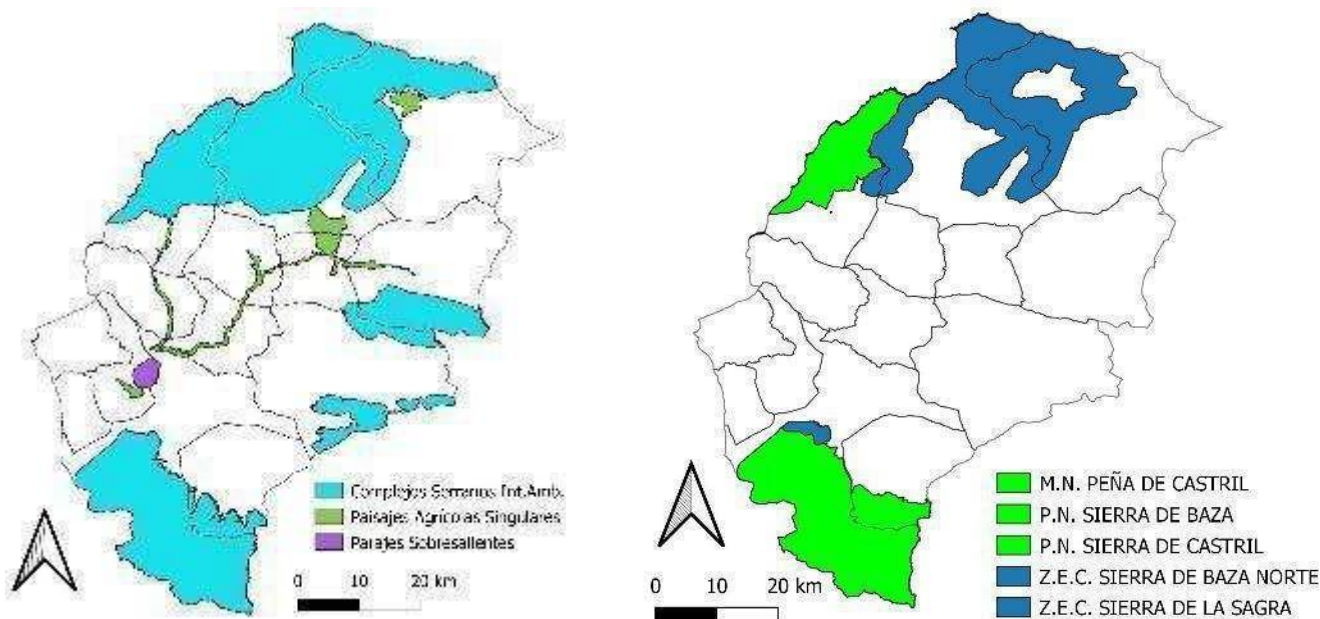 Complejos Serranos Int.Amb.
Paisajes Agrícolas Singulares
Parajes Sobresalientes
0 10 20 km
M.N. PEÑA DE CASTRIL
P.N. SIERRA DE BAZA
P.N. SIERRA DE CASTRIL
Z.E.C. SIERRA DE BAZA NORTE
Z.E.C. SIERRA DE LA SAGRA
0 10 20 km